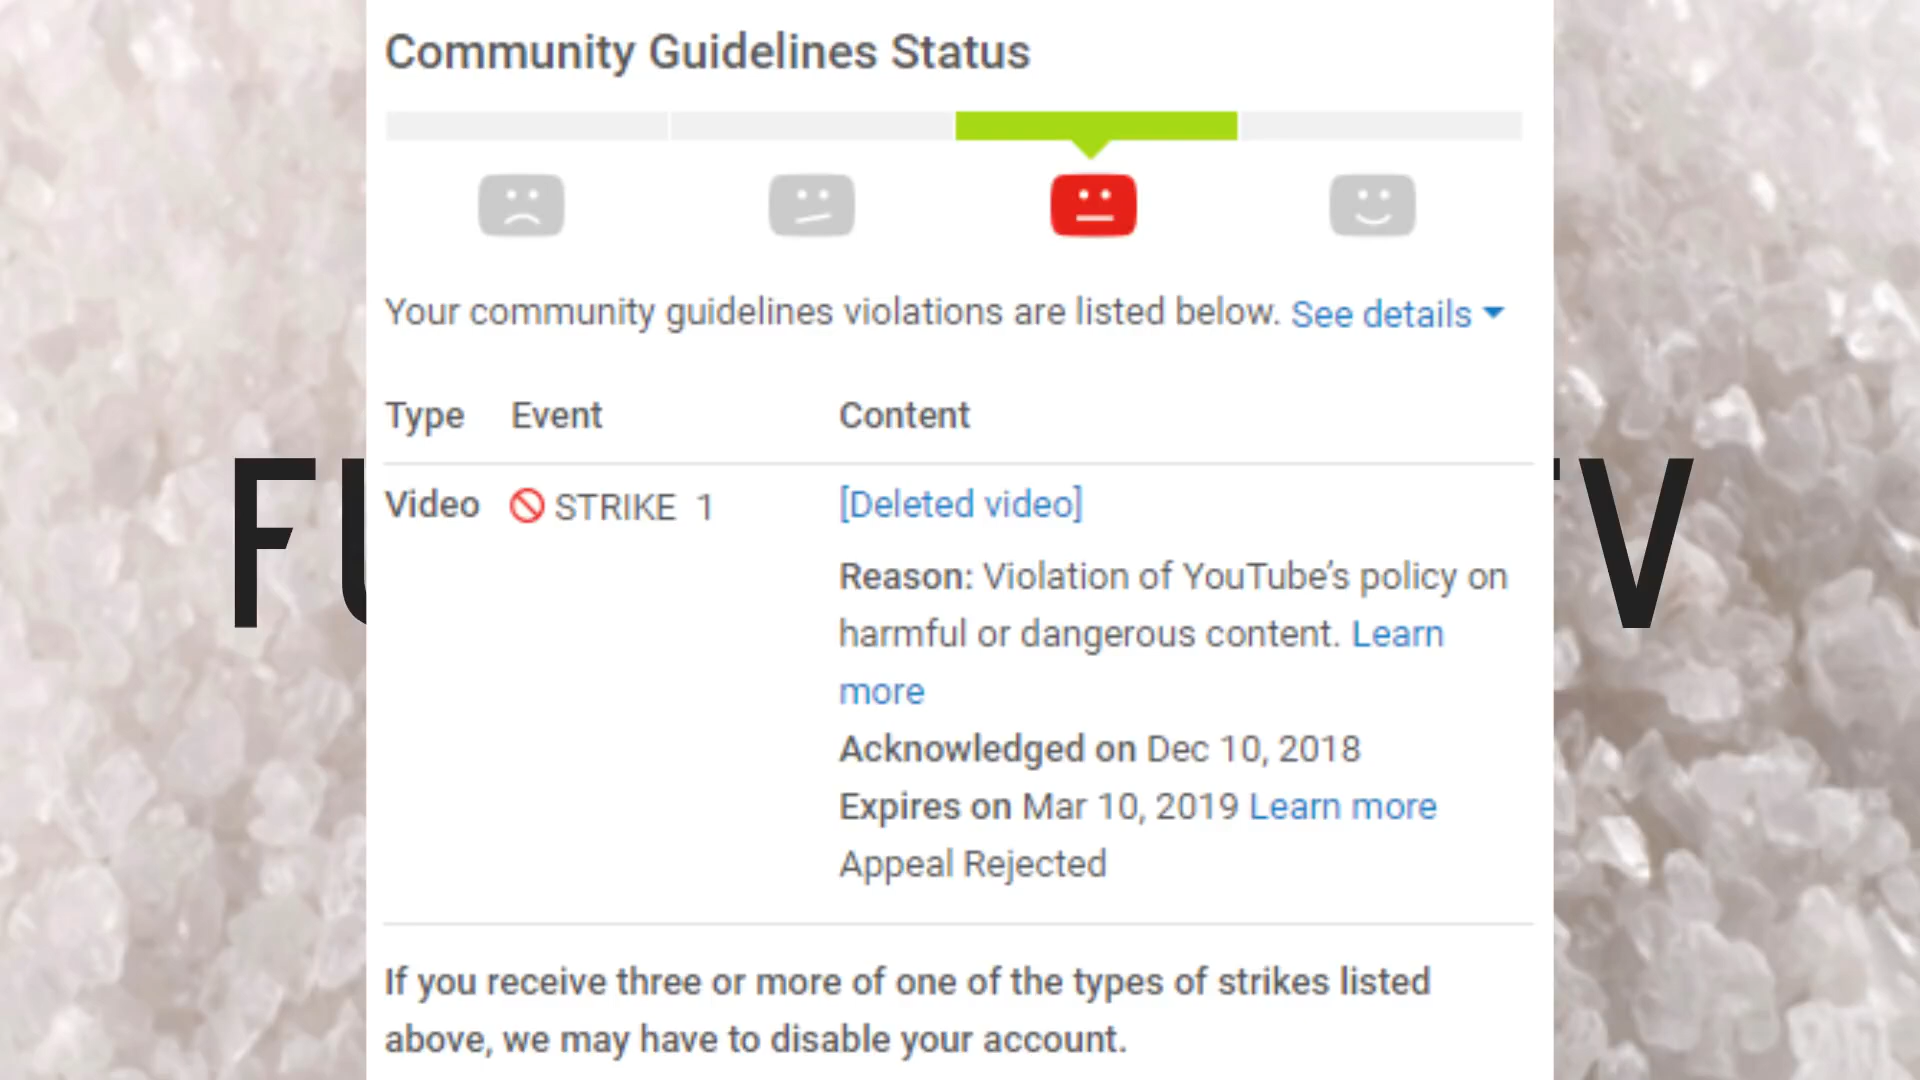 Community Guidelines Status
Your community guidelines violations are listed below. See details
Type Event Content
Video STRIKE 1 [Deleted video]
Reason: Violation of YouTube’s policy on
harmful or dangerous content. Learn
more
Acknowledged on Dec 10, 2018
Expires on Mar 10, 2019 Learn more
Appeal Rejected
If you receive three or more of one of the types of strikes listed
above, we may have to disable your account.